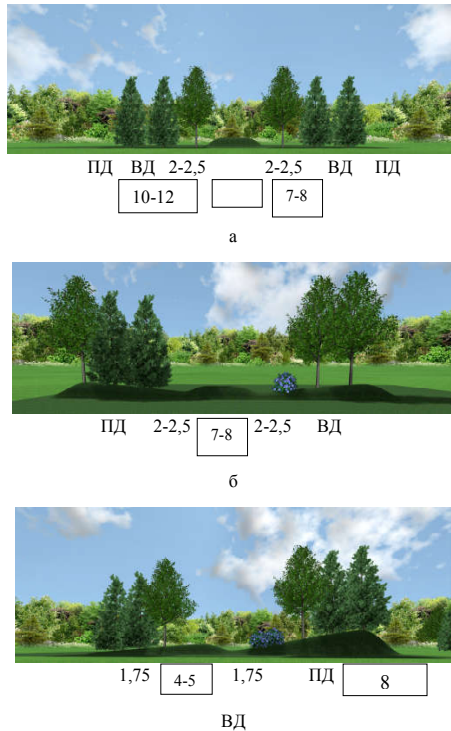 ПД ВД 2-2,5 2-2,5 ВД ПД
10-12 7-8
а
ПД 2-2,5 7-8 2-2,5 ВД
б
1,75 4-5 1,75 ПД 8
ВД